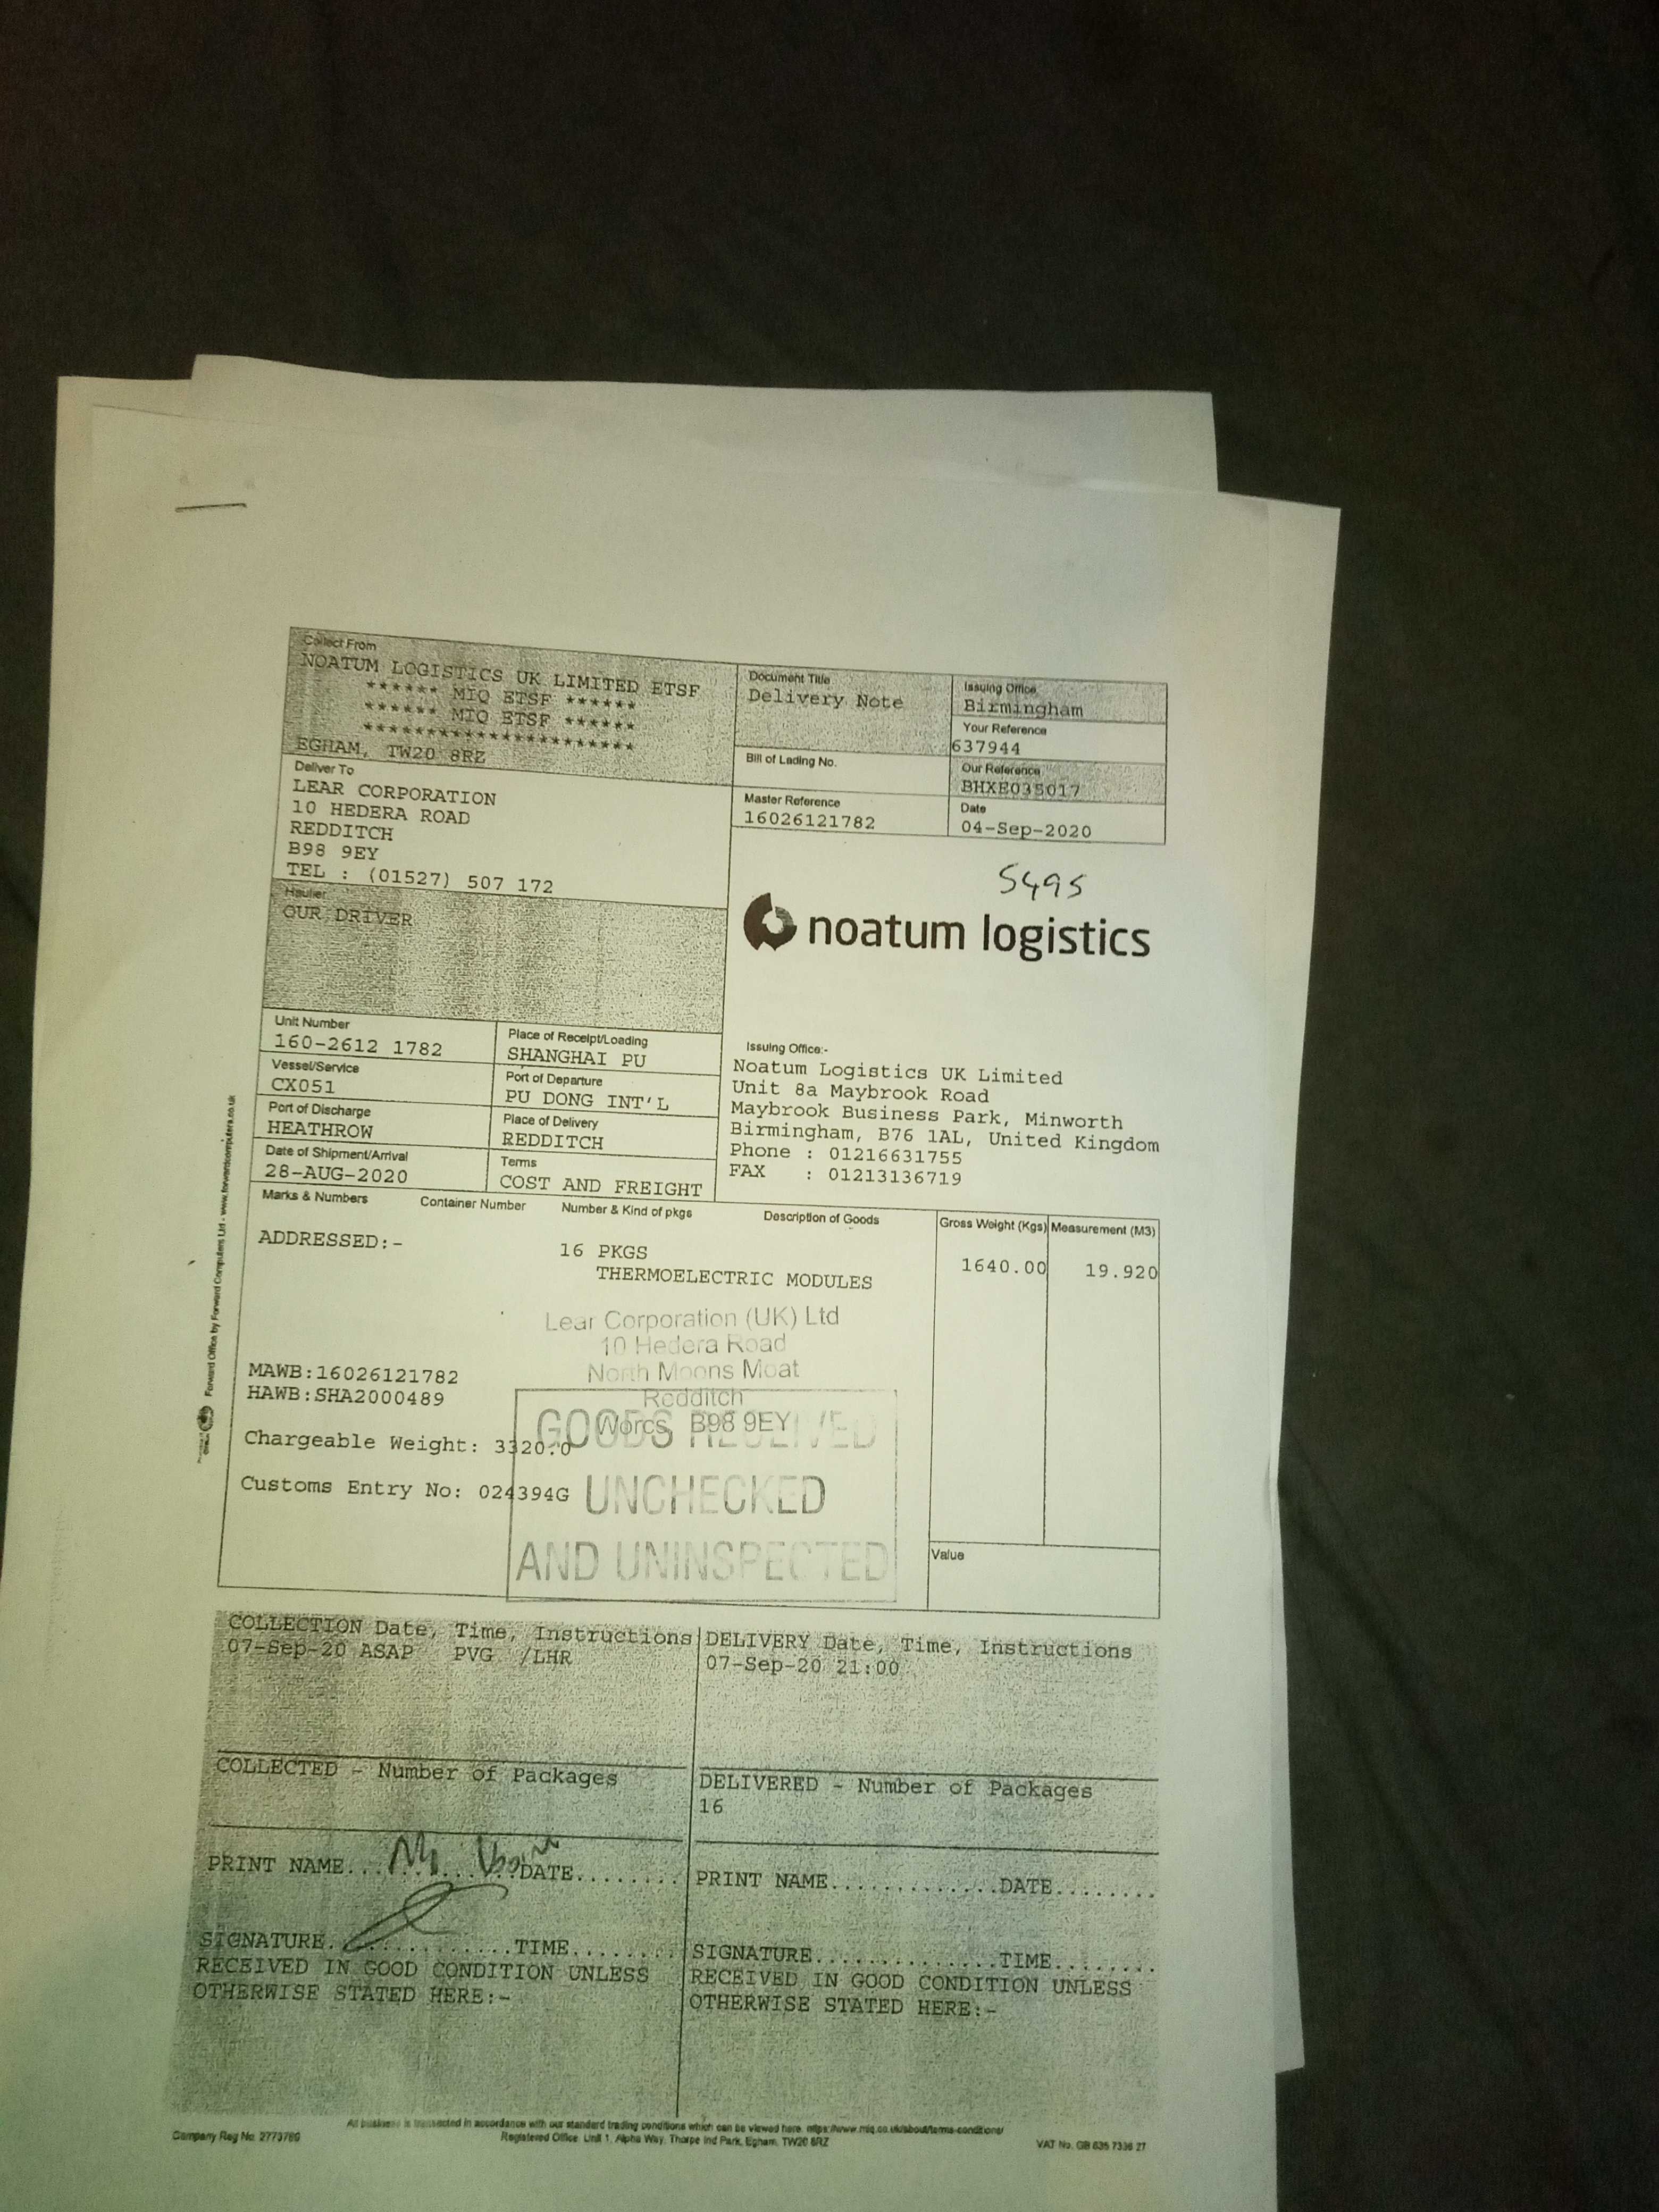 Collect From
NOATUM LOGISTICS UK LIMITED ETSF
****** MIQ ETSF ******
****** MIQ ETSF ******
**********************
EGHAM, TW20 8RZ
Document Title
Delivery Note
Issuing Office
Birmingham
Your Reference
637944
Bill of Lading No.
Our Reference
BHXE035017
Master Reference
16026121782
Date
04-Sep-2020
Deliver To
LEAR CORPORATION
10 HEDERA ROAD
REDDITCH
B98 9EY
TEL : (01527) 507 172
Haulier
OUR DRIVER
5495
noatum logistics
Unit Number
160-2612 1782
Place of Receipt/Loading
SHANGHAI PU
Vessel/Service
CX051
Port of Departure
PU DONG INT'L
Port of Discharge
HEATHROW
Place of Delivery
REDDITCH
Date of Shipment/Arrival
28-AUG-2020
Terms
COST AND FREIGHT
Issuing Office:-
Noatum Logistics UK Limited
Unit 8a Maybrook Road
Maybrook Business Park, Minworth
Birmingham, B76 1AL, United Kingdom
Phone : 01216631755
FAX : 01213136719
Marks & Numbers Container Number Number & Kind of pkgs Description of Goods Gross Weight (Kgs) Measurement (M3)
ADDRESSED:- 16 PKGS 1640.00 19.920
THERMOELECTRIC MODULES
Lear Corporation (UK) Ltd
10 Hedera Road
North Moons Moat
Redditch
Worcs. B98 9EY
MAWB:16026121782
HAWB:SHA2000489
Chargeable Weight: 3320.0
Customs Entry No: 024394G
GOODS RECEIVED
UNCHECKED
AND UNINSPECTED
Value
Forward Office by Forward Computers Ltd - www.forwardcomputers.co.uk
COLLECTION Date, Time, Instructions
07-Sep-20 ASAP PVG /LHR
DELIVERY Date, Time, Instructions
07-Sep-20 21:00
COLLECTED - Number of Packages
DELIVERED - Number of Packages
16
PRINT NAME.............DATE........
PRINT NAME.............DATE........
SIGNATURE..............TIME........
SIGNATURE..............TIME........
RECEIVED IN GOOD CONDITION UNLESS
OTHERWISE STATED HERE:-
RECEIVED IN GOOD CONDITION UNLESS
OTHERWISE STATED HERE:-
All business is transacted in accordance with our standard trading conditions which can be viewed here. https://www.miq.co.uk/about/terms-conditions/
Company Reg No. 2773769
Registered Office: Unit 1, Alpha Way, Thorpe Ind Park, Egham. TW20 8RZ
VAT No. GB 635 7336 27